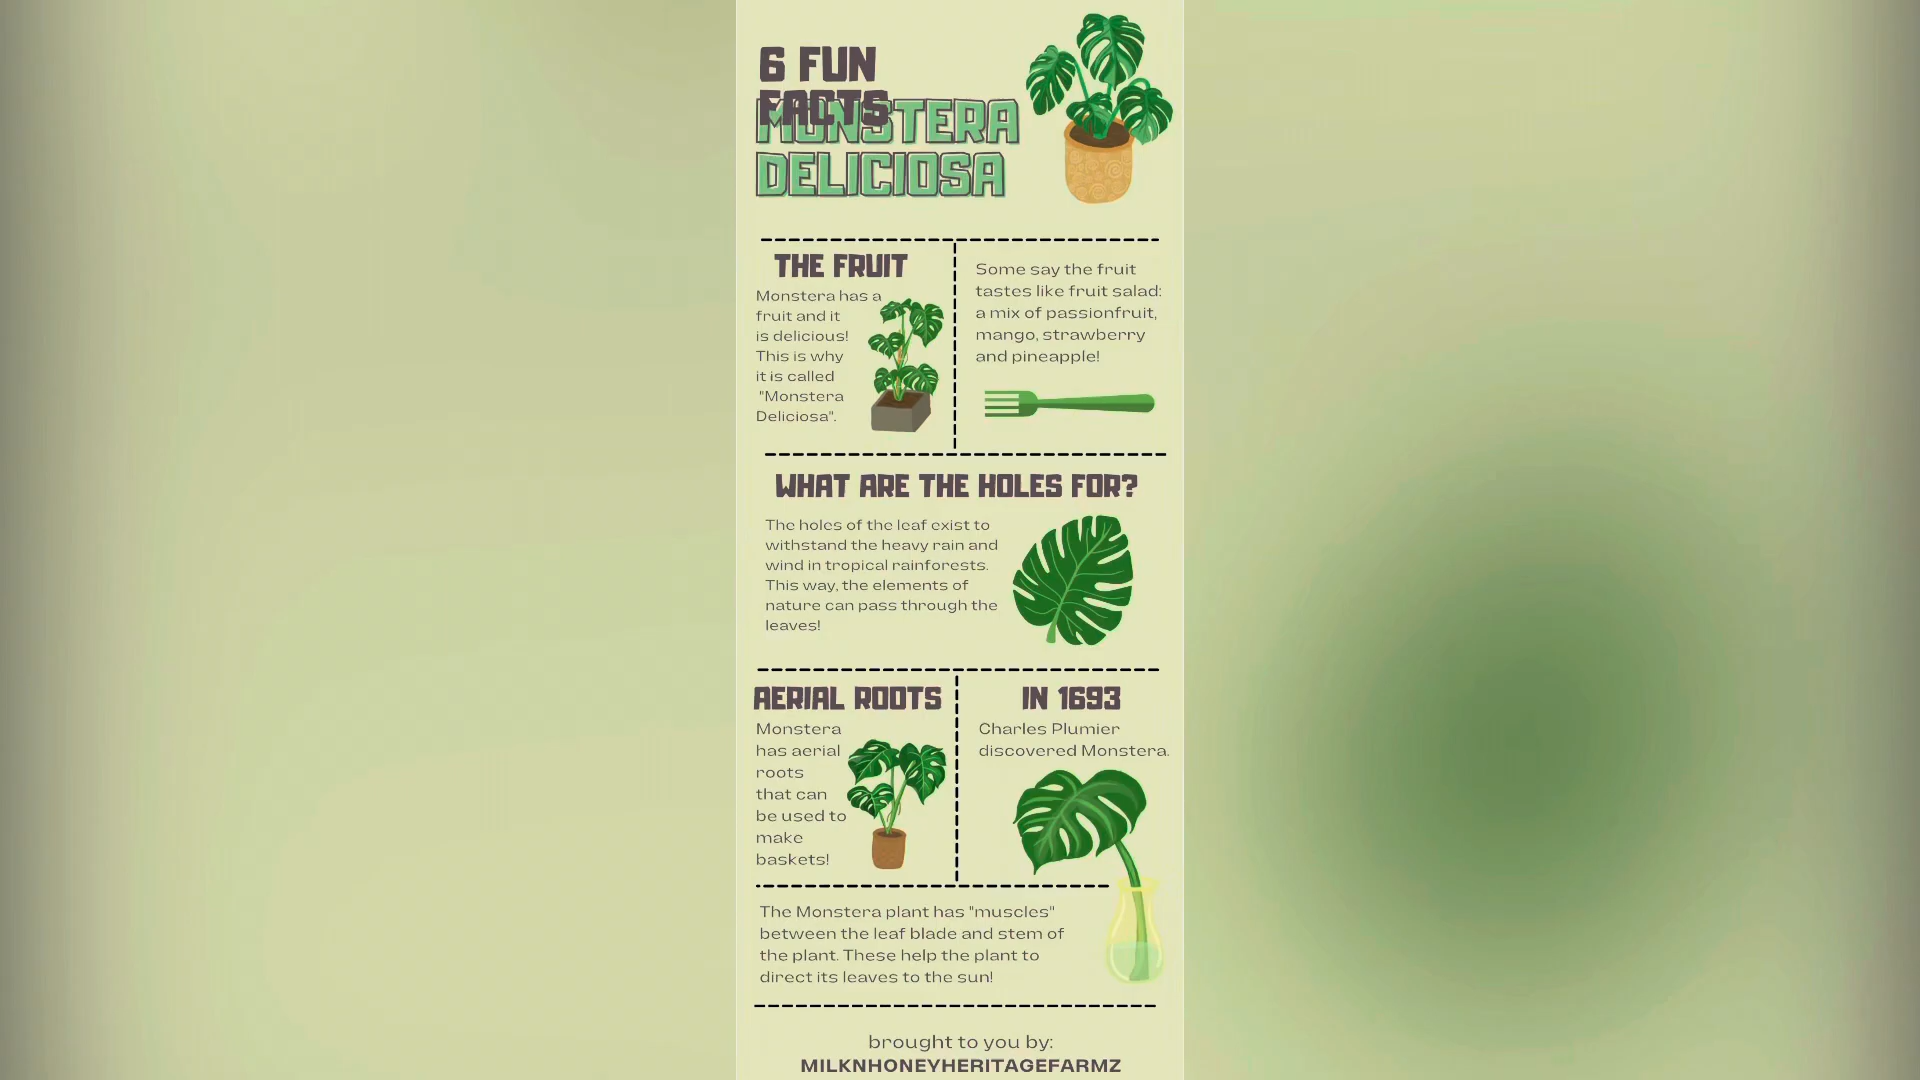 6 FUN
FACTS
MONSTERA
DELICIOSA
THE FRUIT
Monstera has a
fruit and it
is delicious!
This is why
it is called
"Monstera
Deliciosa".
Some say the fruit
tastes like fruit salad:
a mix of passionfruit,
mango, strawberry
and pineapple!
WHAT ARE THE HOLES FOR?
The holes of the leaf exist to
withstand the heavy rain and
wind in tropical rainforests.
This way, the elements of
nature can pass through the
leaves!
AERIAL ROOTS
Monstera
has aerial
roots
that can
be used to
make
baskets!
IN 1693
Charles Plumier
discovered Monstera.
The Monstera plant has "muscles"
between the leaf blade and stem of
the plant. These help the plant to
direct its leaves to the sun!
brought to you by:
MILKNHONEYHERITAGEFARMZ